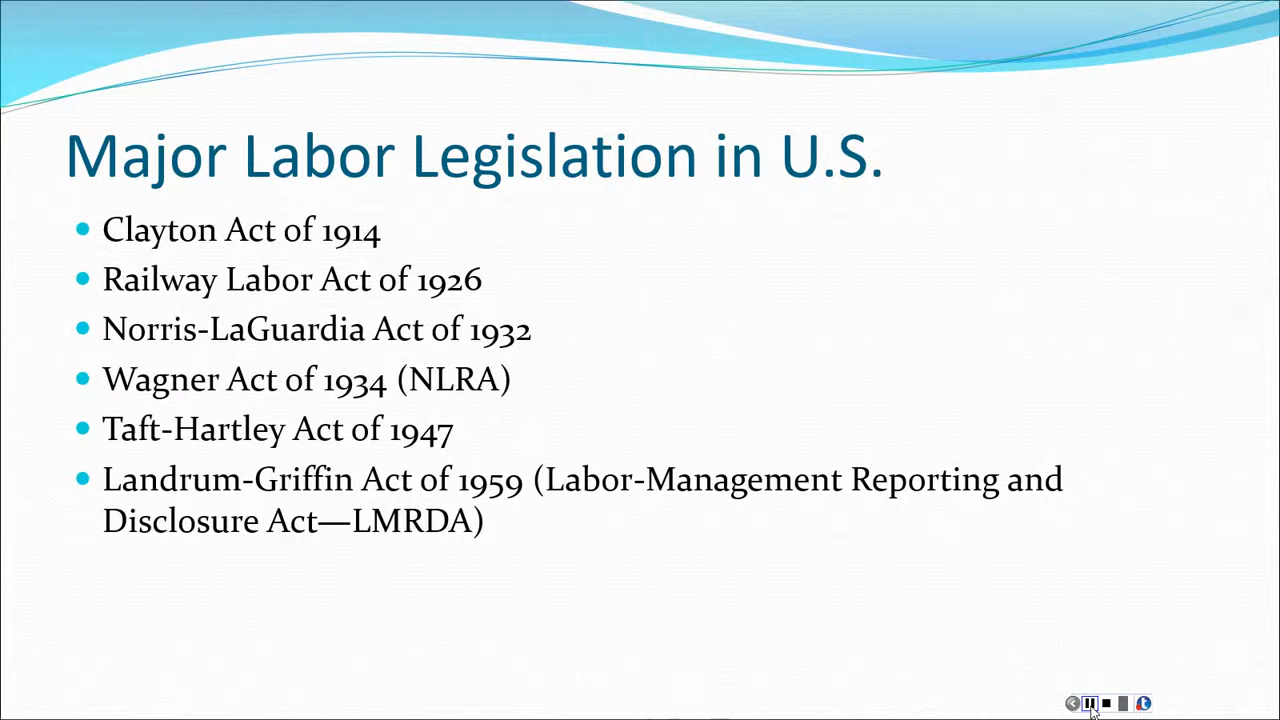 Major Labor Legislation in U.S.
Clayton Act of 1914
Railway Labor Act of 1926
Norris-LaGuardia Act of 1932
Wagner Act of 1934 (NLRA)
Taft-Hartley Act of 1947
Landrum-Griffin Act of 1959 (Labor-Management Reporting and
Disclosure Act—LMRDA)